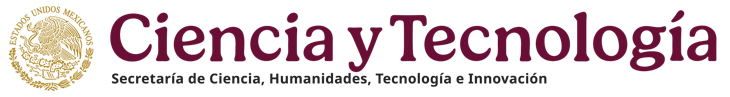 ESTADOS UNIDOS MEXICANOS
Ciencia y Tecnología
Secretaría de Ciencia, Humanidades, Tecnología e Innovación